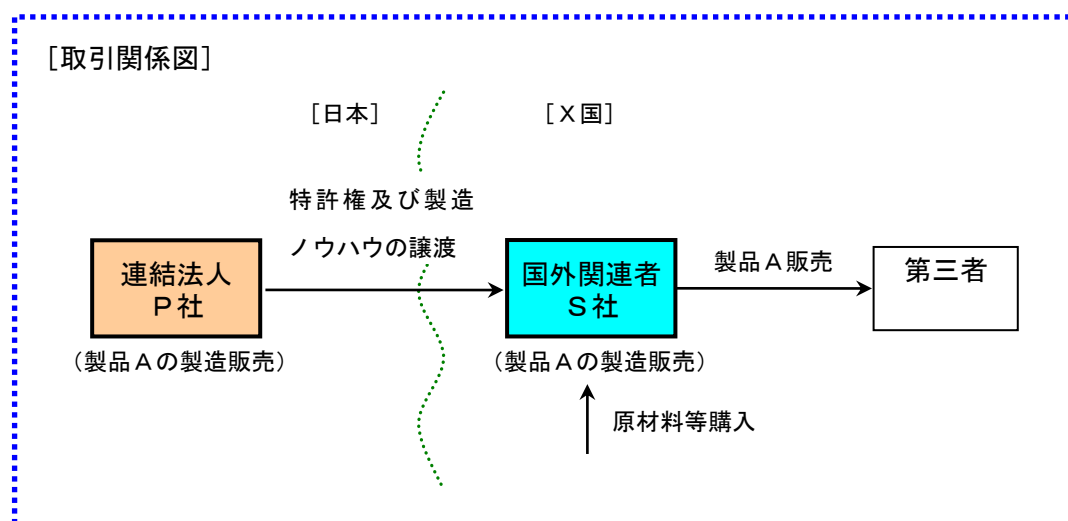 ［取引関係図］
［日本］
［Ｘ国］
特許権及び製造
ノウハウの譲渡
連結法人
Ｐ社
国外関連者
Ｓ社
製品Ａ販売
第三者
（製品Ａの製造販売）
（製品Ａの製造販売）
原材料等購入